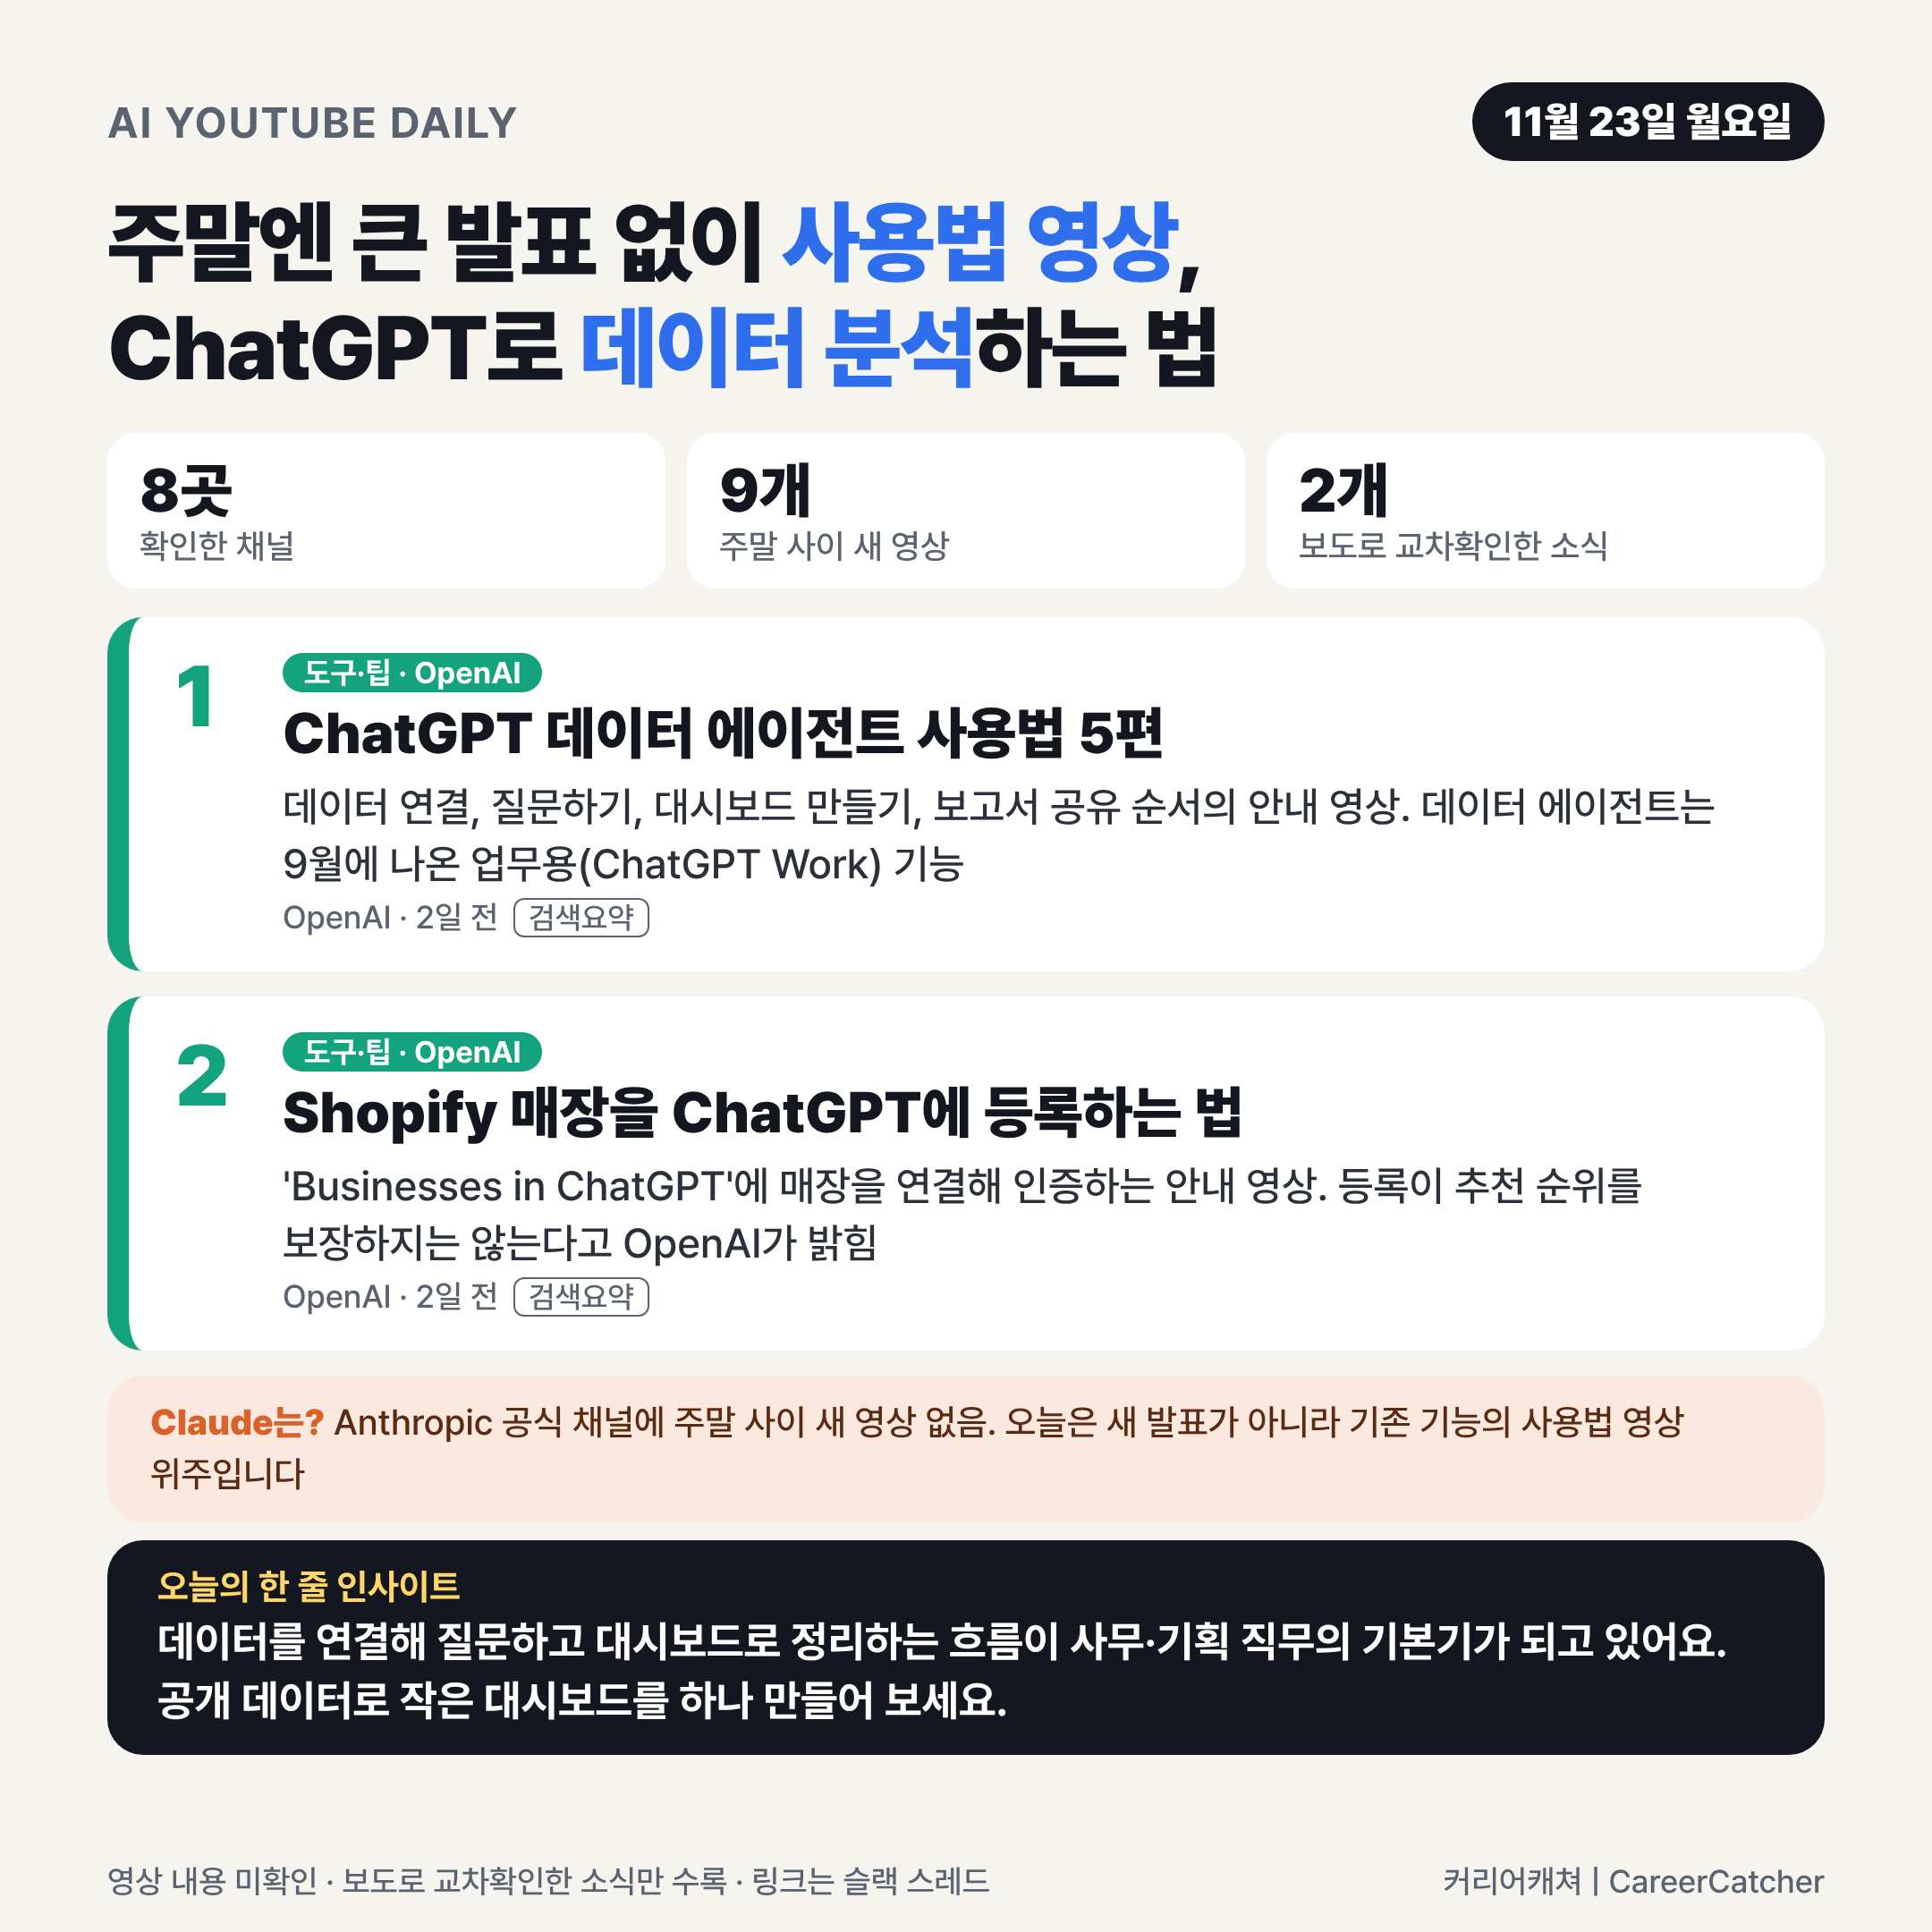 AI YOUTUBE DAILY
11월 23일 월요일
주말엔 큰 발표 없이 사용법 영상,
ChatGPT로 데이터 분석하는 법
8곳
확인한 채널
9개
주말 사이 새 영상
2개
보도로 교차확인한 소식
1
도구·팁 · OpenAI
ChatGPT 데이터 에이전트 사용법 5편
데이터 연결, 질문하기, 대시보드 만들기, 보고서 공유 순서의 안내 영상. 데이터 에이전트는
9월에 나온 업무용(ChatGPT Work) 기능
OpenAI · 2일 전 검색요약
2
도구·팁 · OpenAI
Shopify 매장을 ChatGPT에 등록하는 법
'Businesses in ChatGPT'에 매장을 연결해 인증하는 안내 영상. 등록이 추천 순위를
보장하지는 않는다고 OpenAI가 밝힘
OpenAI · 2일 전 검색요약
Claude는? Anthropic 공식 채널에 주말 사이 새 영상 없음. 오늘은 새 발표가 아니라 기존 기능의 사용법 영상
위주입니다
오늘의 한 줄 인사이트
데이터를 연결해 질문하고 대시보드로 정리하는 흐름이 사무·기획 직무의 기본기가 되고 있어요.
공개 데이터로 작은 대시보드를 하나 만들어 보세요.
영상 내용 미확인 · 보도로 교차확인한 소식만 수록 · 링크는 슬랙 스레드
커리어캐쳐 | CareerCatcher